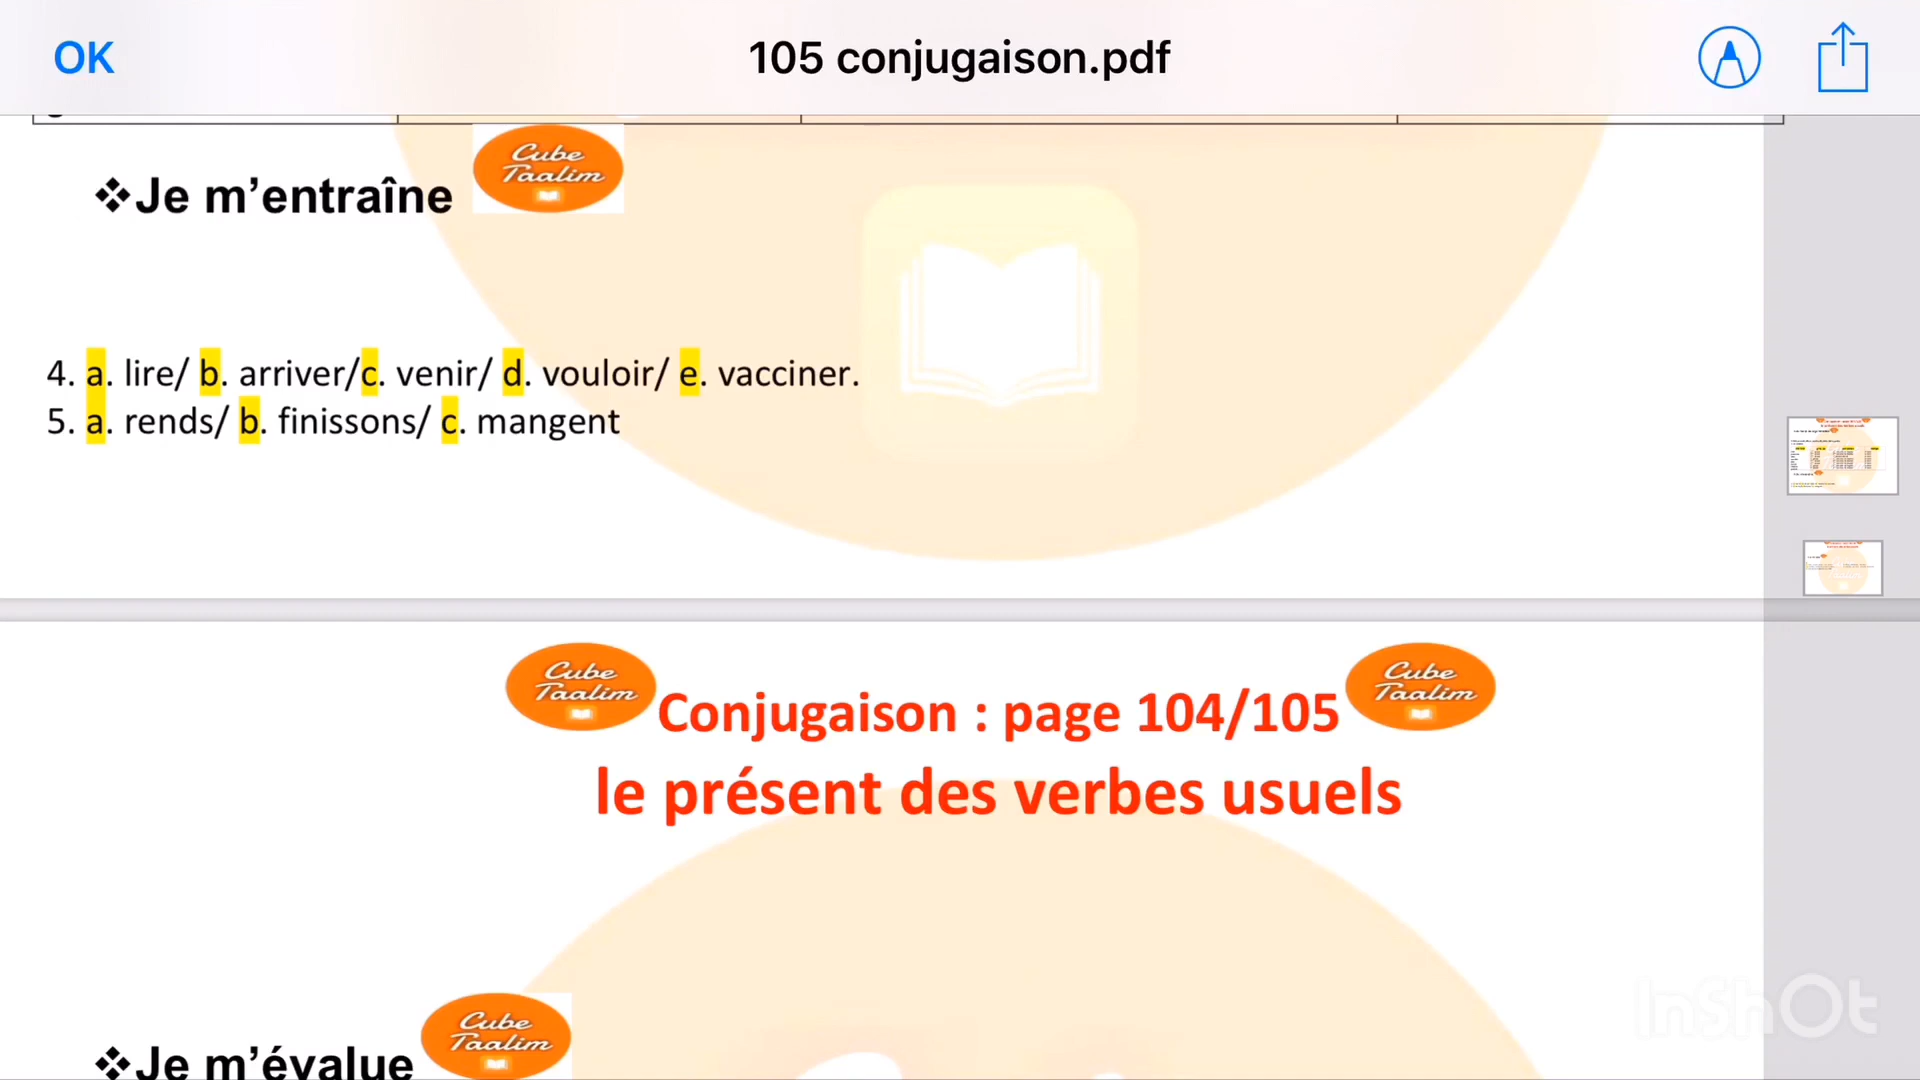 OK
105 conjugaison.pdf
Cube
Taalim
❖Je m’entraîne
4. a. lire/ b. arriver/c. venir/ d. vouloir/ e. vacciner.
5. a. rends/ b. finissons/ c. mangent
Cube
Taalim
Conjugaison : page 104/105
Cube
Taalim
le présent des verbes usuels
Cube
Taalim
❖Je m’évalue
InShOt